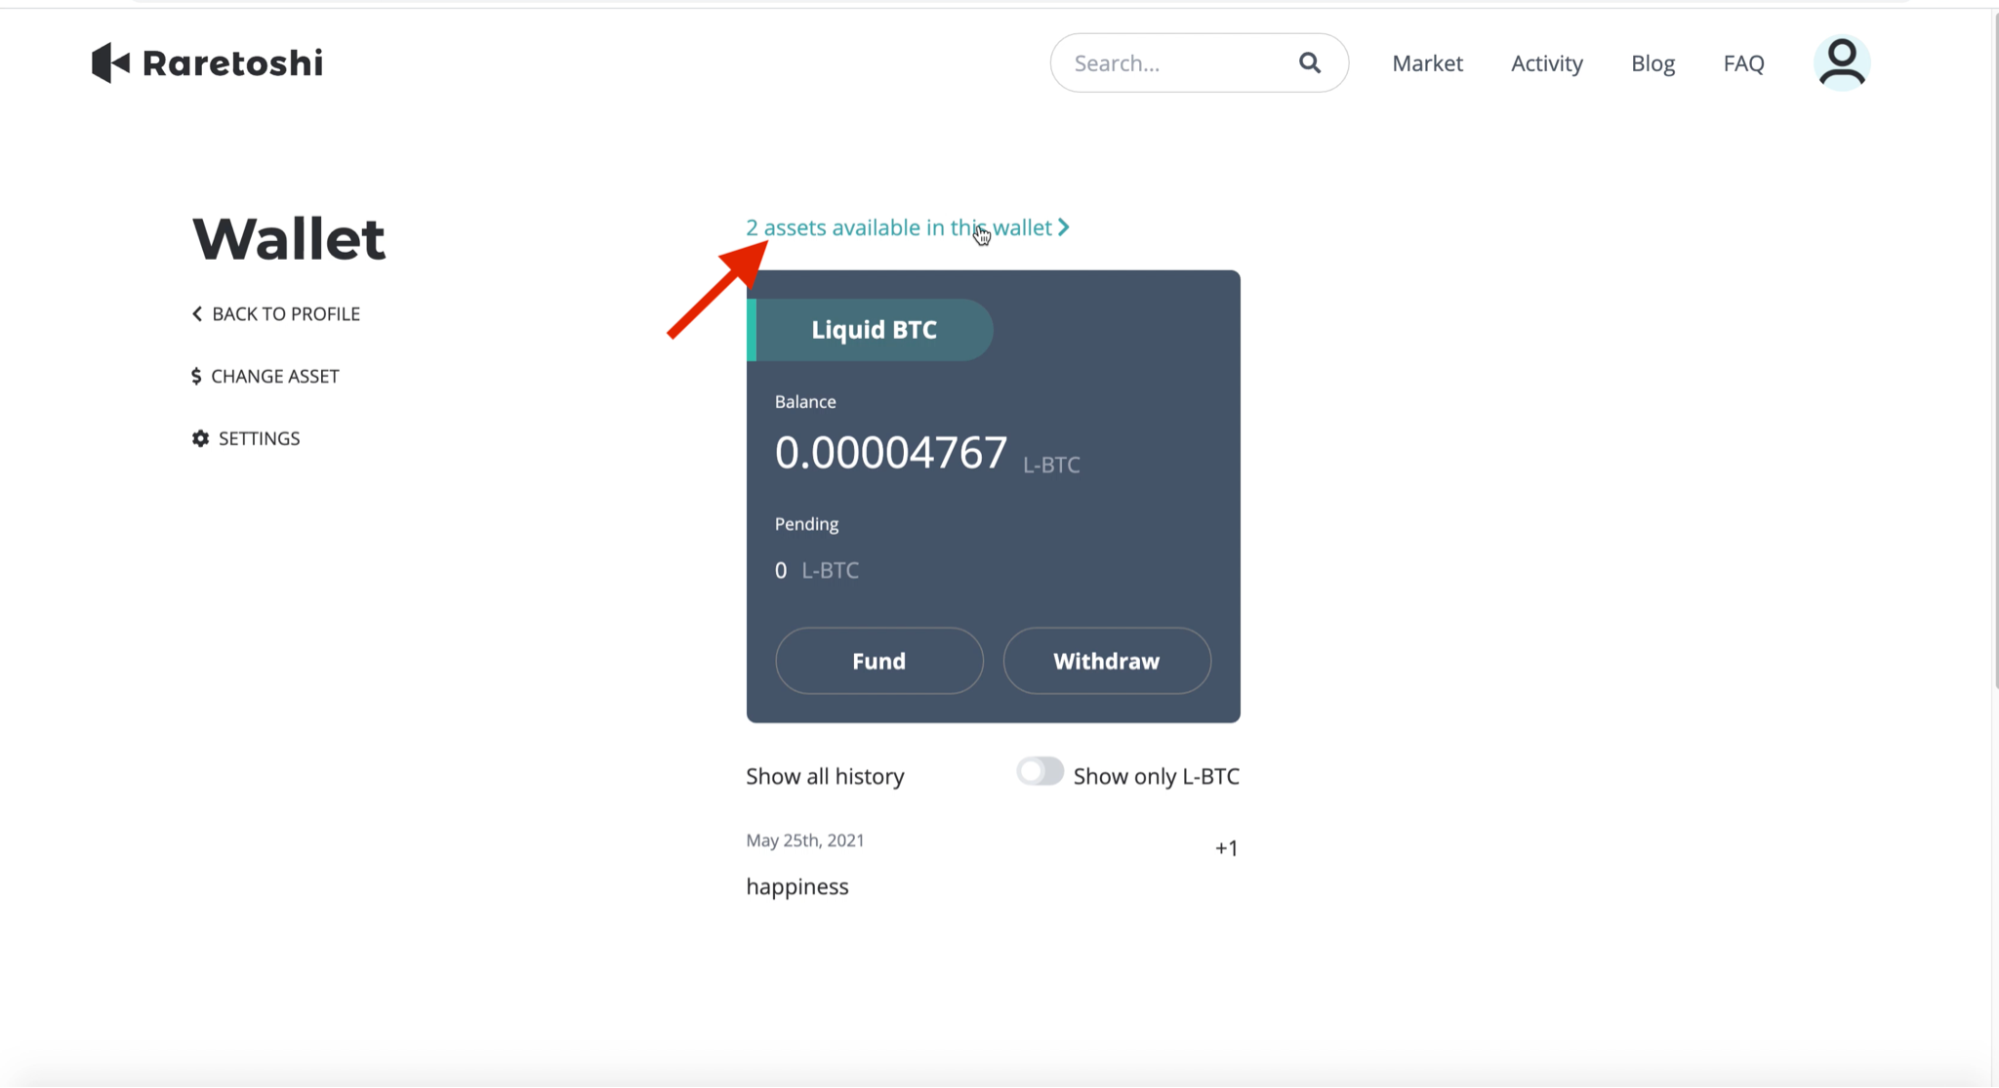 Raretoshi
Search...
Market
Activity
Blog
FAQ
Wallet
BACK TO PROFILE
$ CHANGE ASSET
SETTINGS
2 assets available in this wallet
Liquid BTC
Balance
0.00004767 L-BTC
Pending
0 L-BTC
Fund
Withdraw
Show all history
Show only L-BTC
May 25th, 2021
+1
happiness